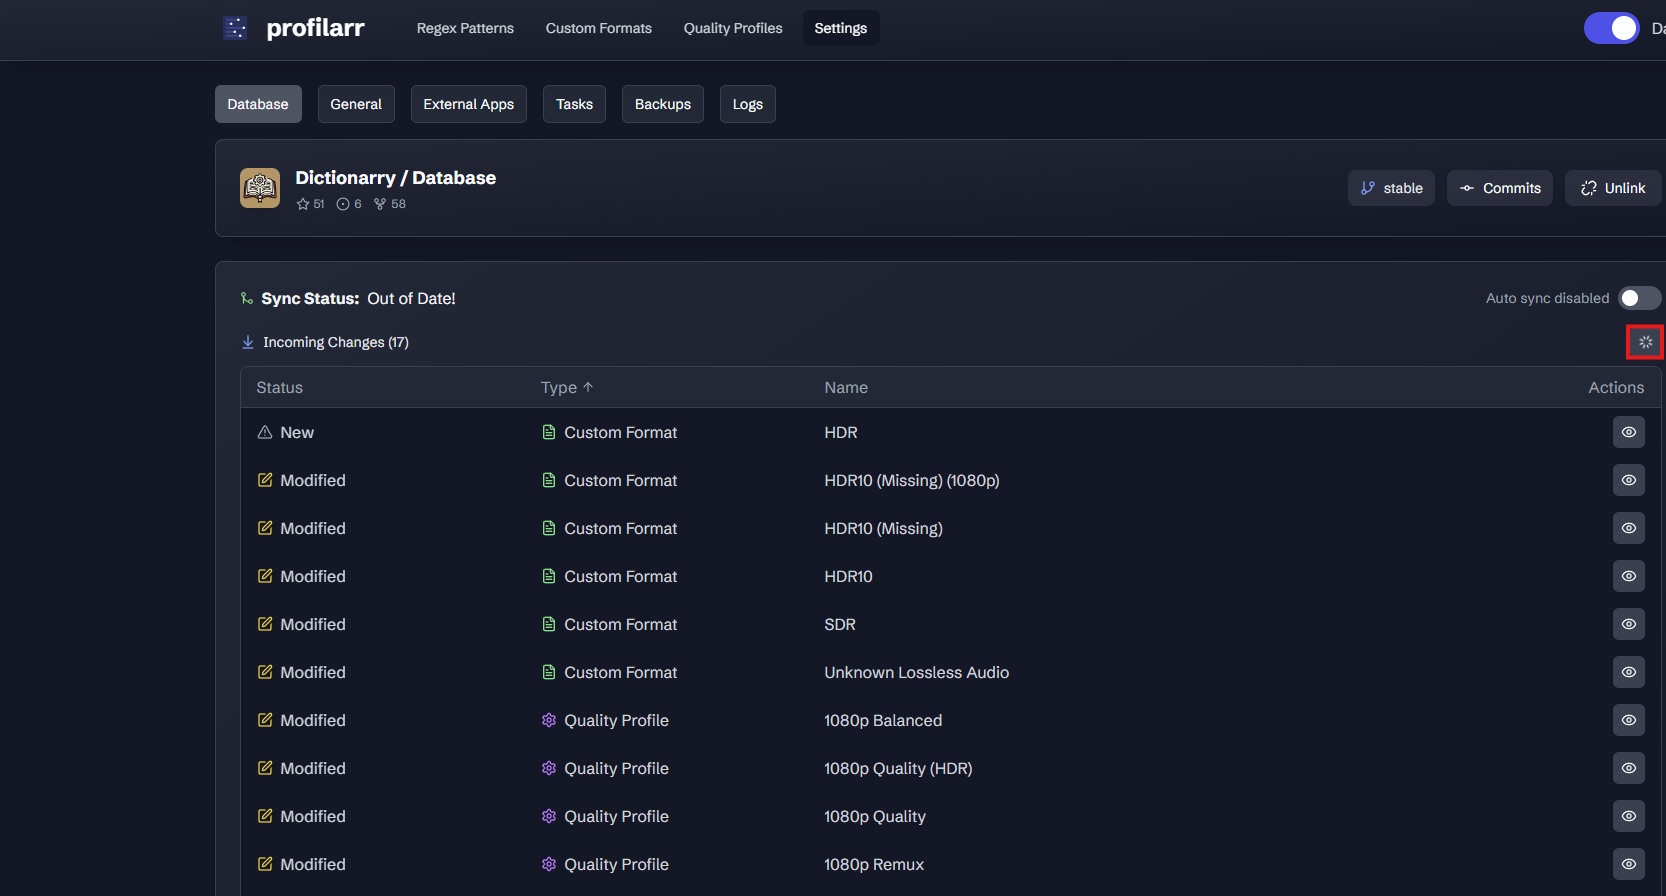 profilarr Regex Patterns Custom Formats Quality Profiles Settings
Database General External Apps Tasks Backups Logs
Dictionarry / Database
51 6 58
stable Commits Unlink
Sync Status: Out of Date!
Auto sync disabled
Incoming Changes (17)
Status Type ↑ Name Actions
New Custom Format HDR
Modified Custom Format HDR10 (Missing) (1080p)
Modified Custom Format HDR10 (Missing)
Modified Custom Format HDR10
Modified Custom Format SDR
Modified Custom Format Unknown Lossless Audio
Modified Quality Profile 1080p Balanced
Modified Quality Profile 1080p Quality (HDR)
Modified Quality Profile 1080p Quality
Modified Quality Profile 1080p Remux